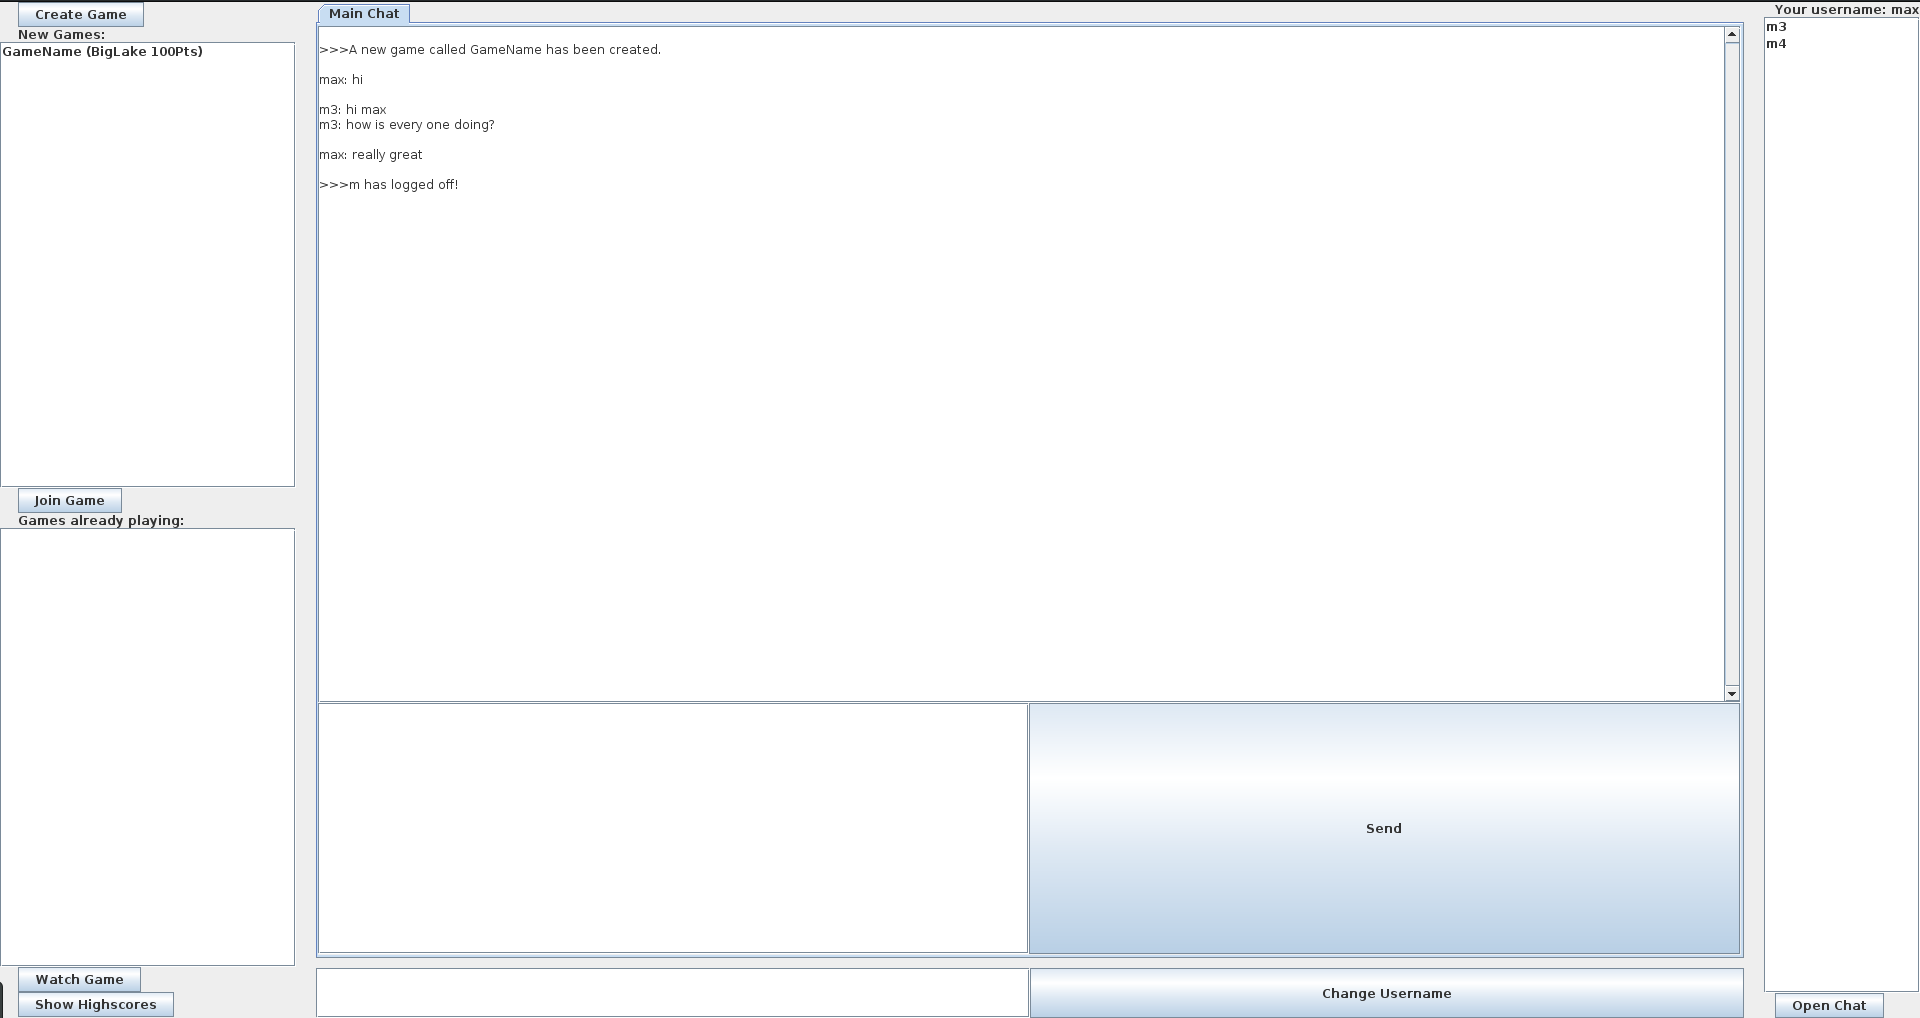 Create Game
New Games:
GameName (BigLake 100Pts)
Join Game
Games already playing:
Watch Game
Show Highscores
Main Chat
>>>A new game called GameName has been created.
max: hi
m3: hi max
m3: how is every one doing?
max: really great
>>>m has logged off!
Send
Change Username
Your username: max
m3
m4
Open Chat